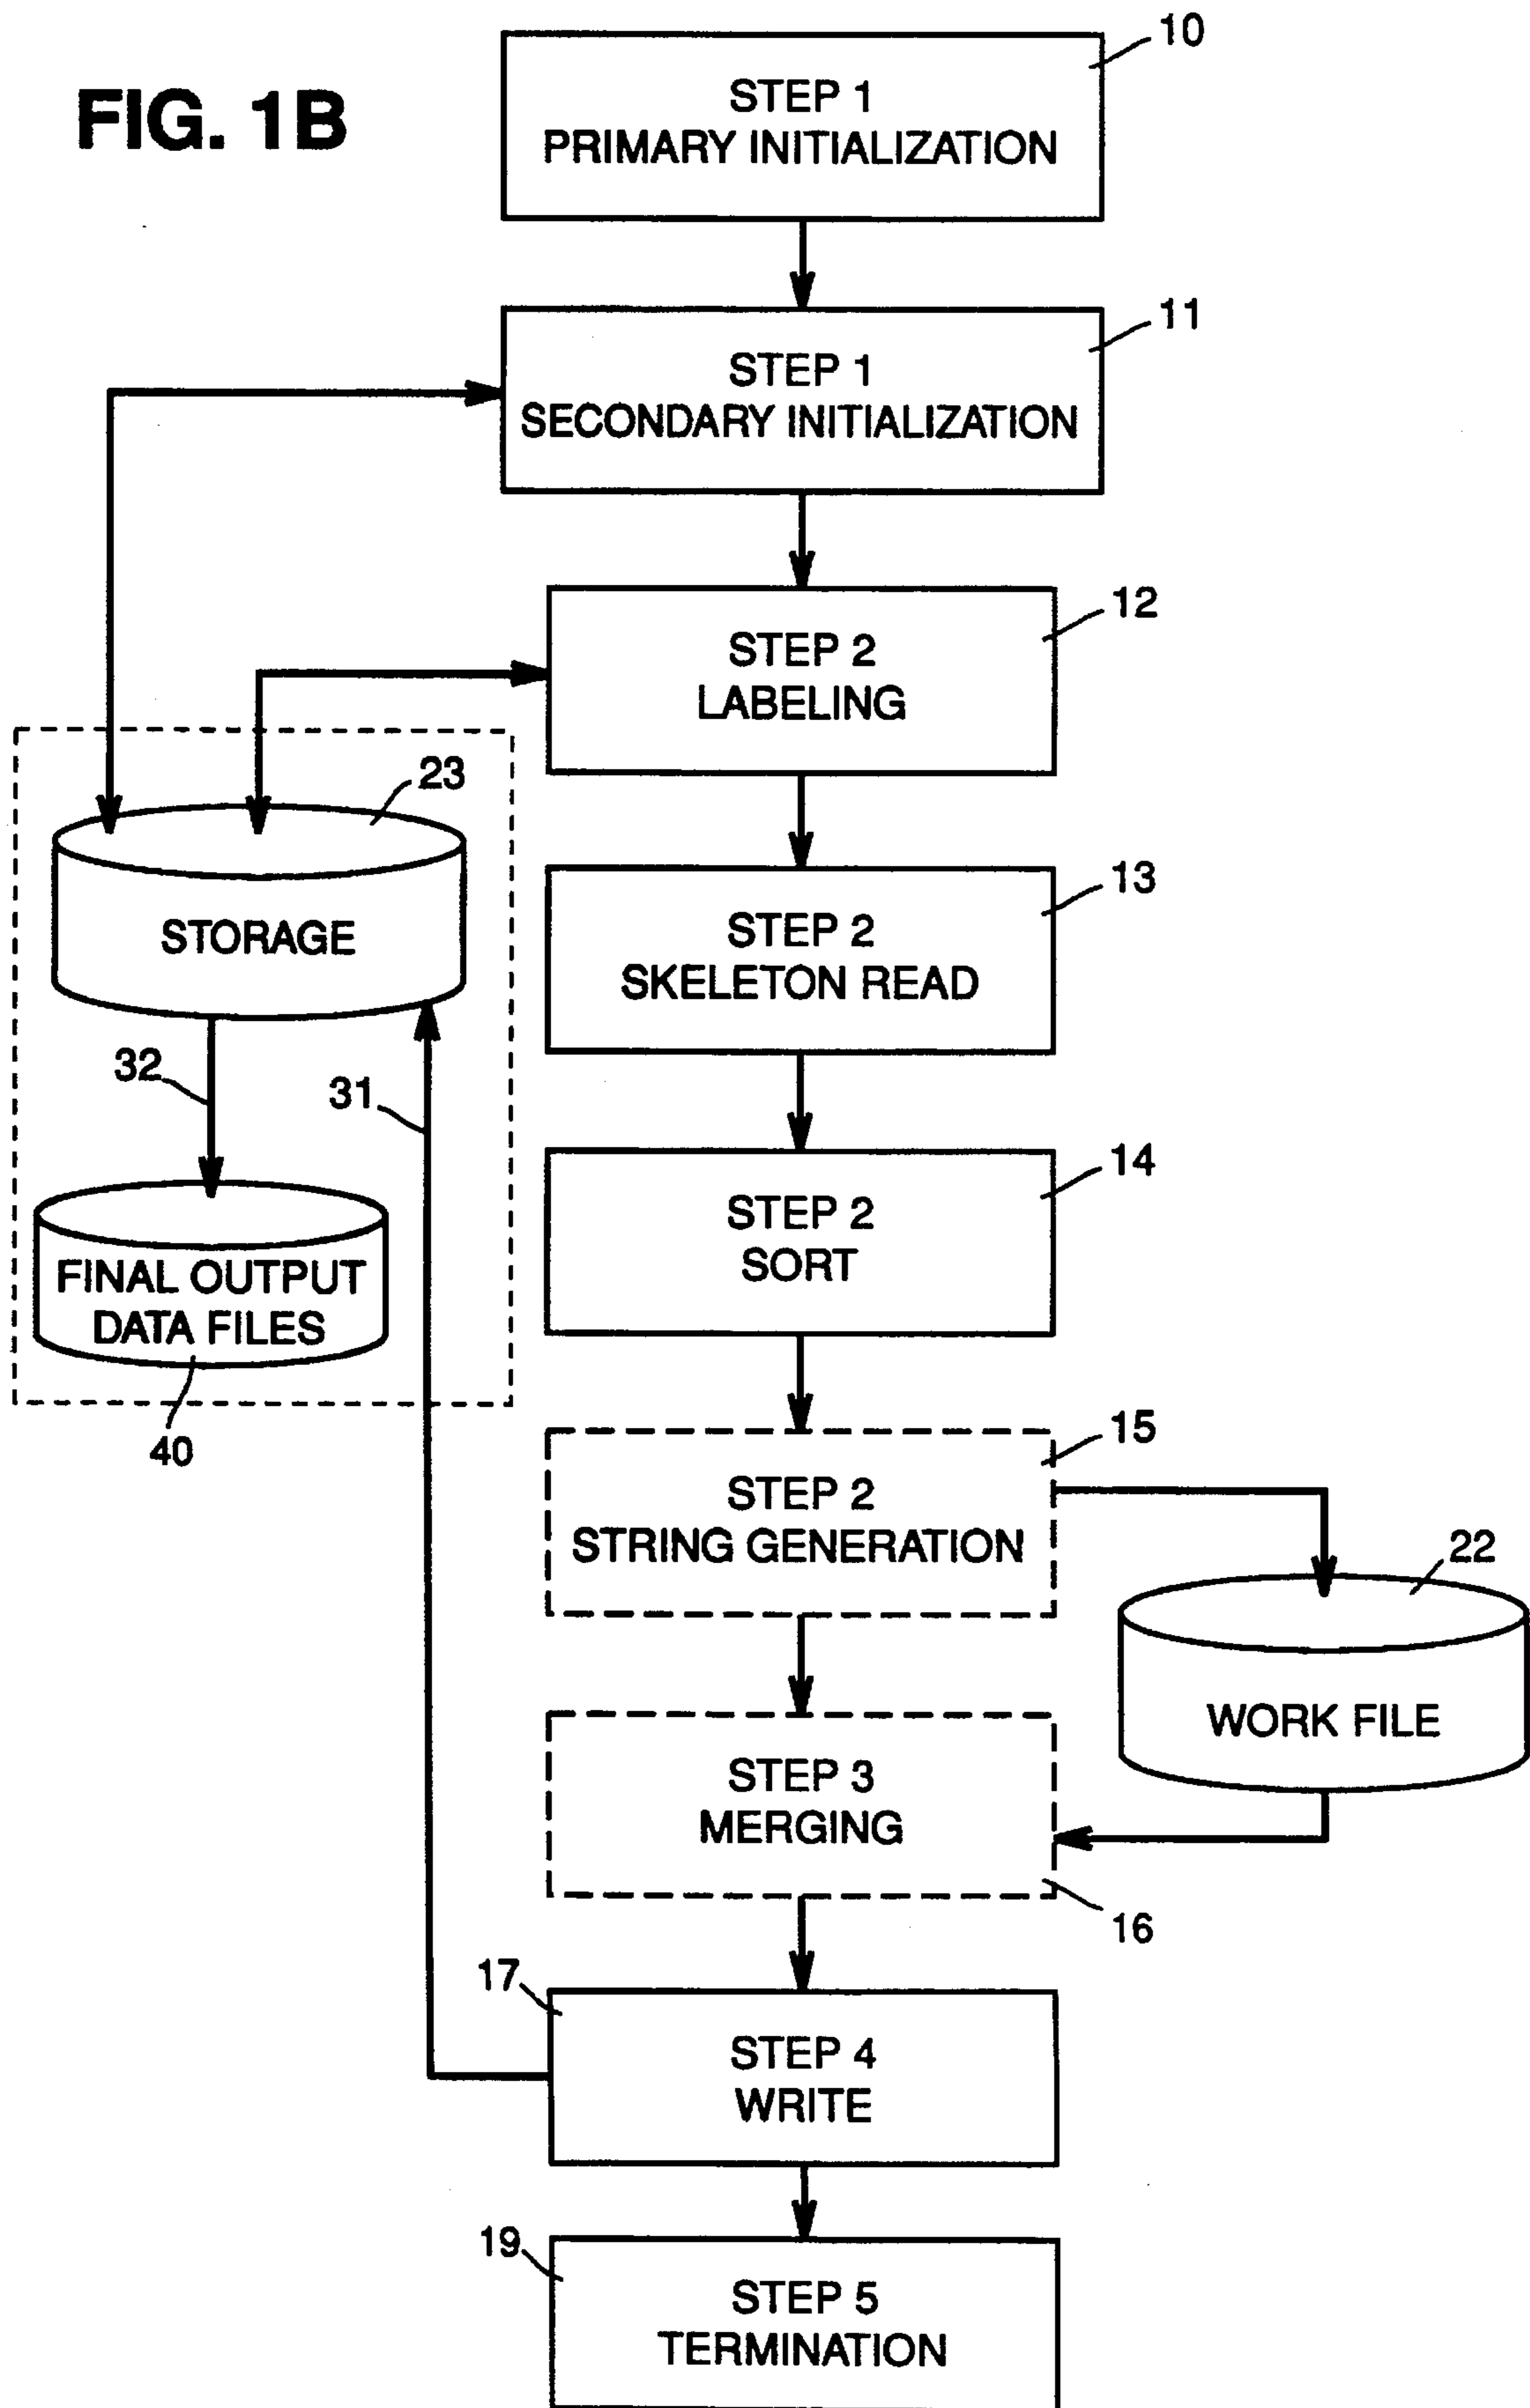 FIG. 1B
10
STEP 1
PRIMARY INITIALIZATION
11
STEP 1
SECONDARY INITIALIZATION
12
STEP 2
LABELING
23
STORAGE
13
STEP 2
SKELETON READ
32
31
14
STEP 2
SORT
FINAL OUTPUT
DATA FILES
40
15
STEP 2
STRING GENERATION
22
WORK FILE
STEP 3
MERGING
16
17
STEP 4
WRITE
19
STEP 5
TERMINATION